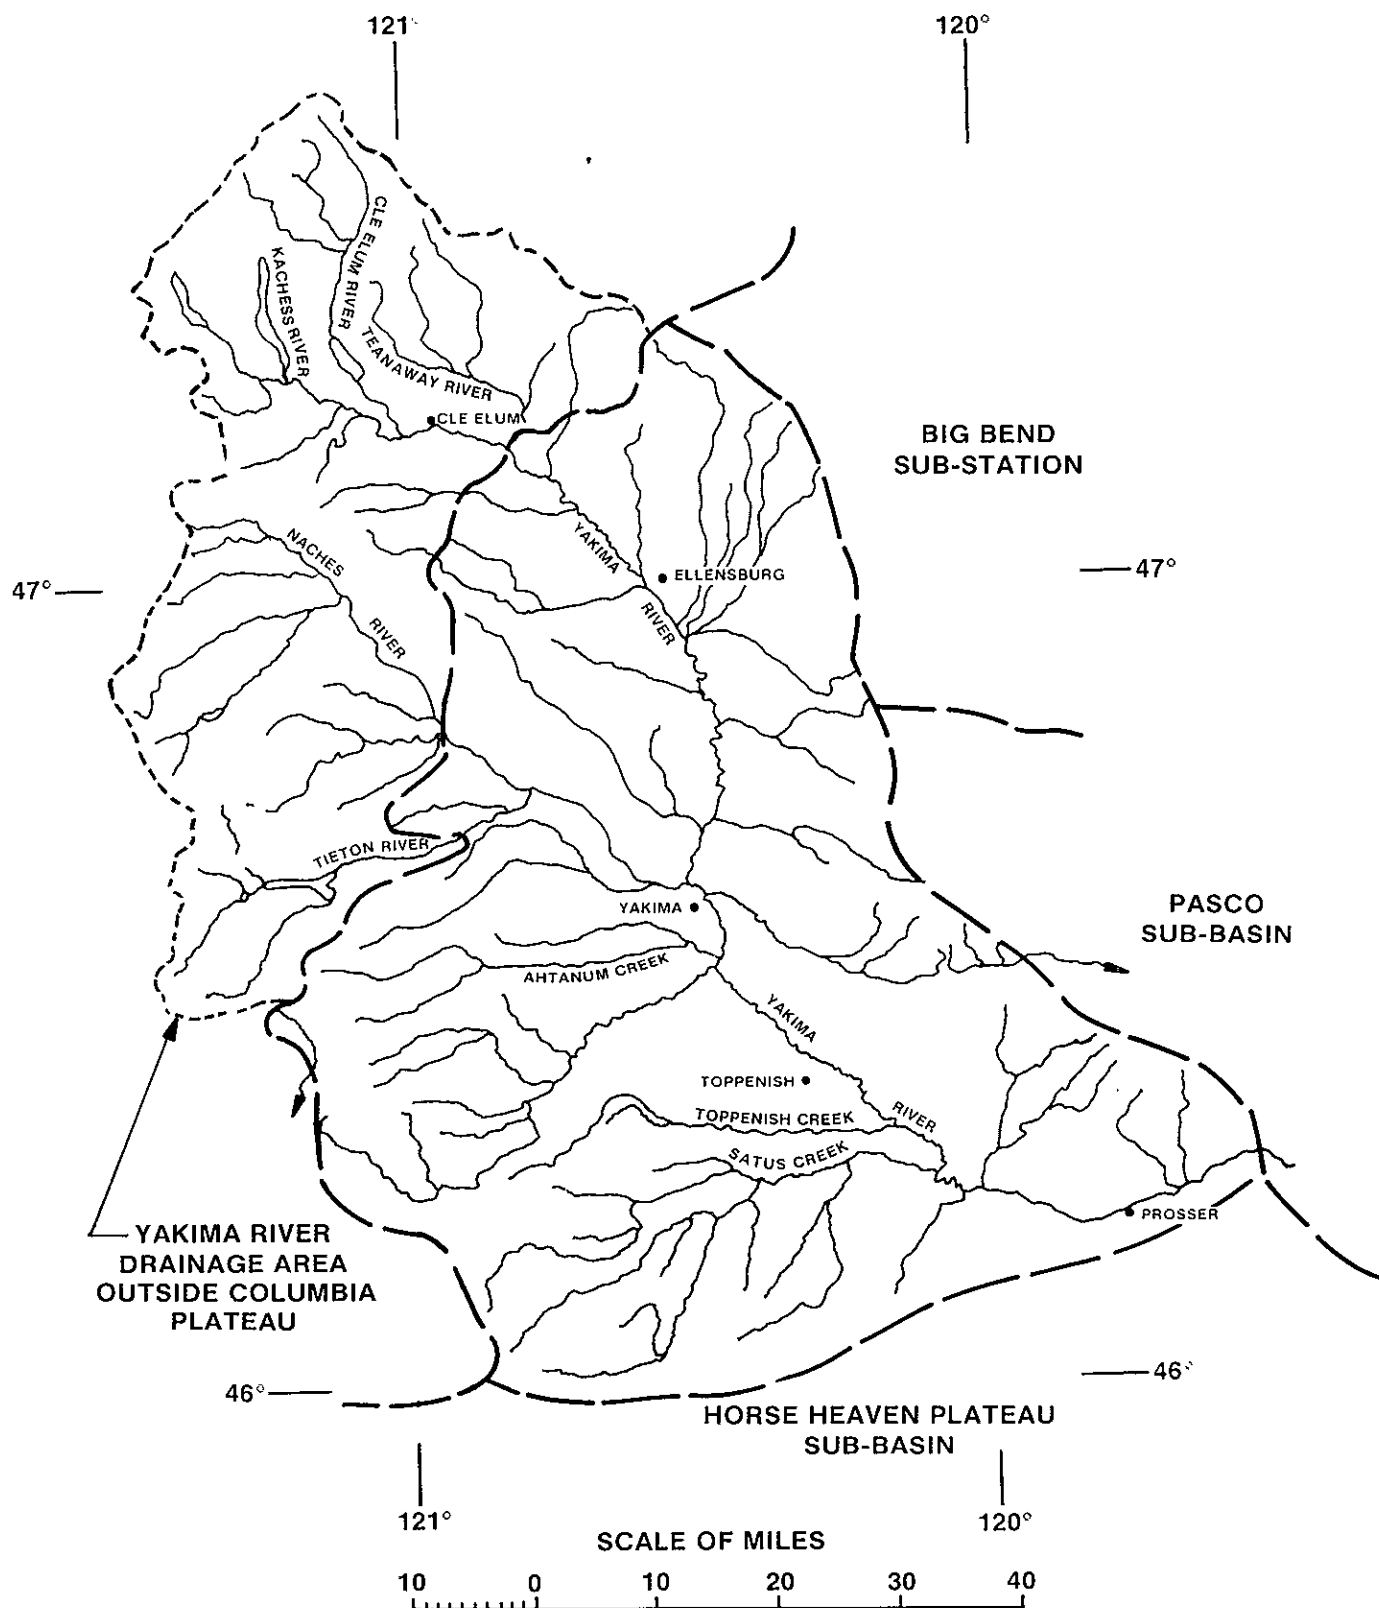 121°
120°
CLE ELUM RIVER
KACHESS RIVER
TEANAWAY RIVER
CLE ELUM
BIG BEND
SUB-STATION
NACHES
RIVER
YAKIMA
RIVER
ELLENSBURG
47°
47°
TIETON RIVER
YAKIMA
PASCO
SUB-BASIN
AHTANUM CREEK
YAKIMA
RIVER
TOPPENISH
TOPPENISH CREEK
SATUS CREEK
PROSSER
YAKIMA RIVER
DRAINAGE AREA
OUTSIDE COLUMBIA
PLATEAU
46°
46°
HORSE HEAVEN PLATEAU
SUB-BASIN
121°
120°
SCALE OF MILES
10 0 10 20 30 40